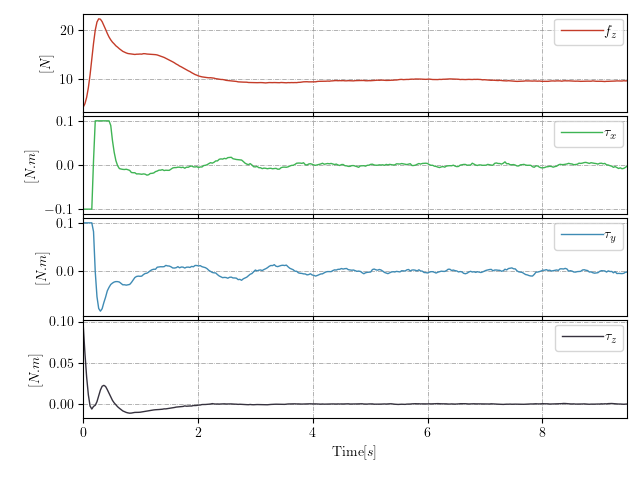 20
10
[N]
f_z
0.1
0.0
−0.1
[N.m]
τ_x
0.1
0.0
[N.m]
τ_y
0.10
0.05
0.00
[N.m]
τ_z
0 2 4 6 8
Time[s]